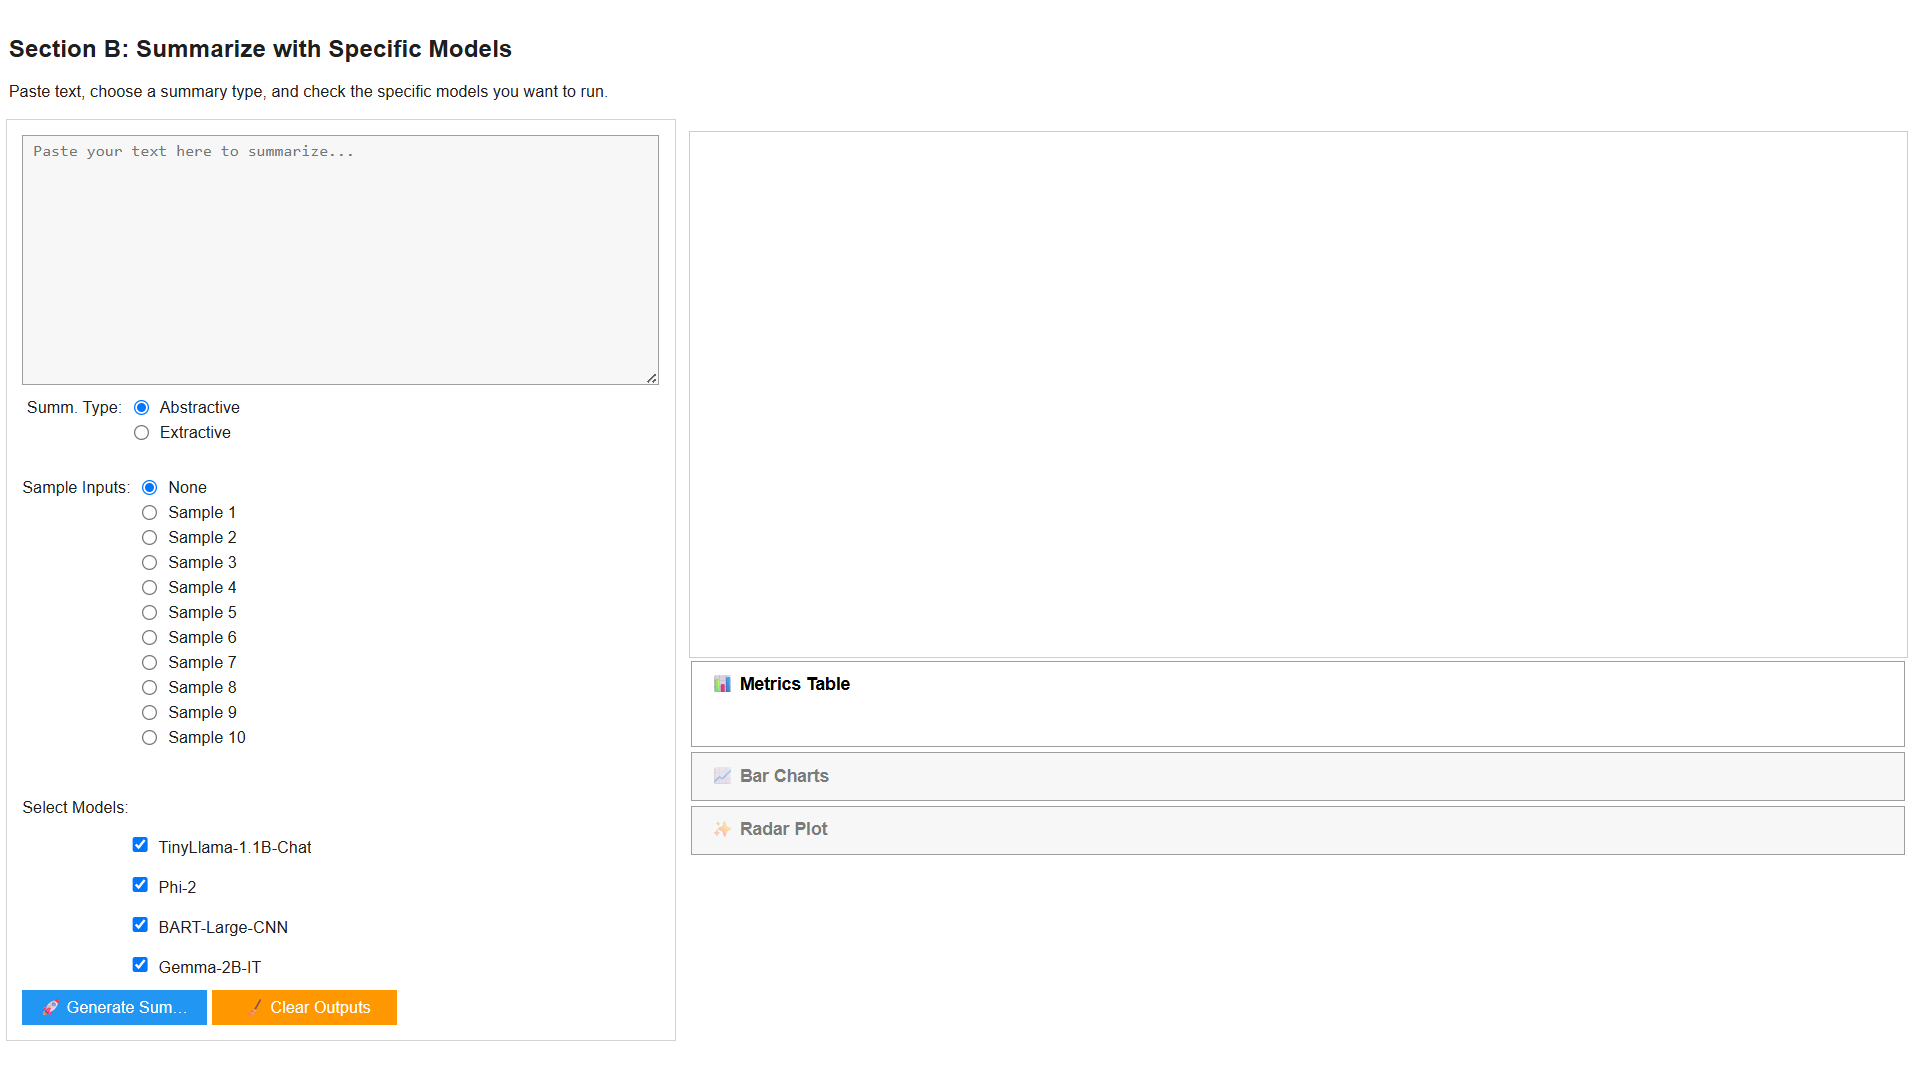 Section B: Summarize with Specific Models
Paste text, choose a summary type, and check the specific models you want to run.
Paste your text here to summarize...
Summ. Type: Abstractive
Extractive
Sample Inputs: None
Sample 1
Sample 2
Sample 3
Sample 4
Sample 5
Sample 6
Sample 7
Sample 8
Sample 9
Sample 10
Select Models:
TinyLlama-1.1B-Chat
Phi-2
BART-Large-CNN
Gemma-2B-IT
Generate Sum... Clear Outputs
Metrics Table
Bar Charts
Radar Plot